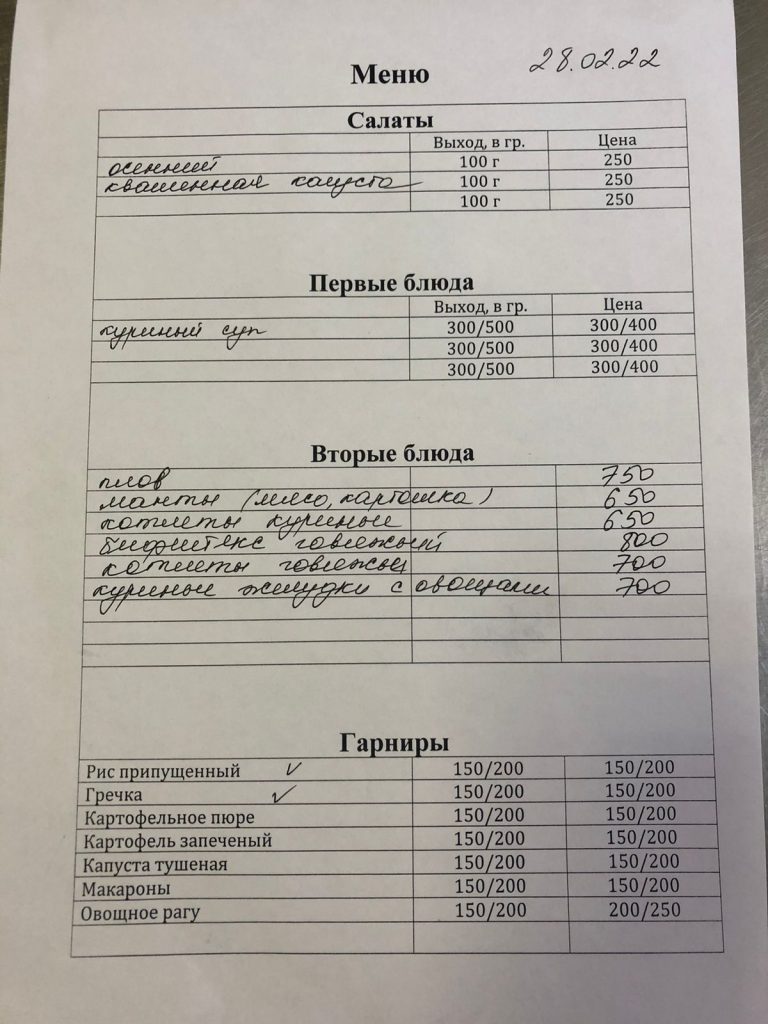 Меню 28.02.22
Салаты
Выход, в гр. Цена
осенний 100 г 250
квашенная капуста 100 г 250
100 г 250
Первые блюда
Выход, в гр. Цена
куриный суп 300/500 300/400
300/500 300/400
300/500 300/400
Вторые блюда
плов 750
манты (мясо, картошка) 650
котлеты куриные 650
бифштекс говяжьий 800
котлеты говяжьи 700
куриные желудки с овощами 700
Гарниры
Рис припущенный ✓ 150/200 150/200
Гречка ✓ 150/200 150/200
Картофельное пюре 150/200 150/200
Картофель запеченый 150/200 150/200
Капуста тушеная 150/200 150/200
Макароны 150/200 150/200
Овощное рагу 150/200 200/250